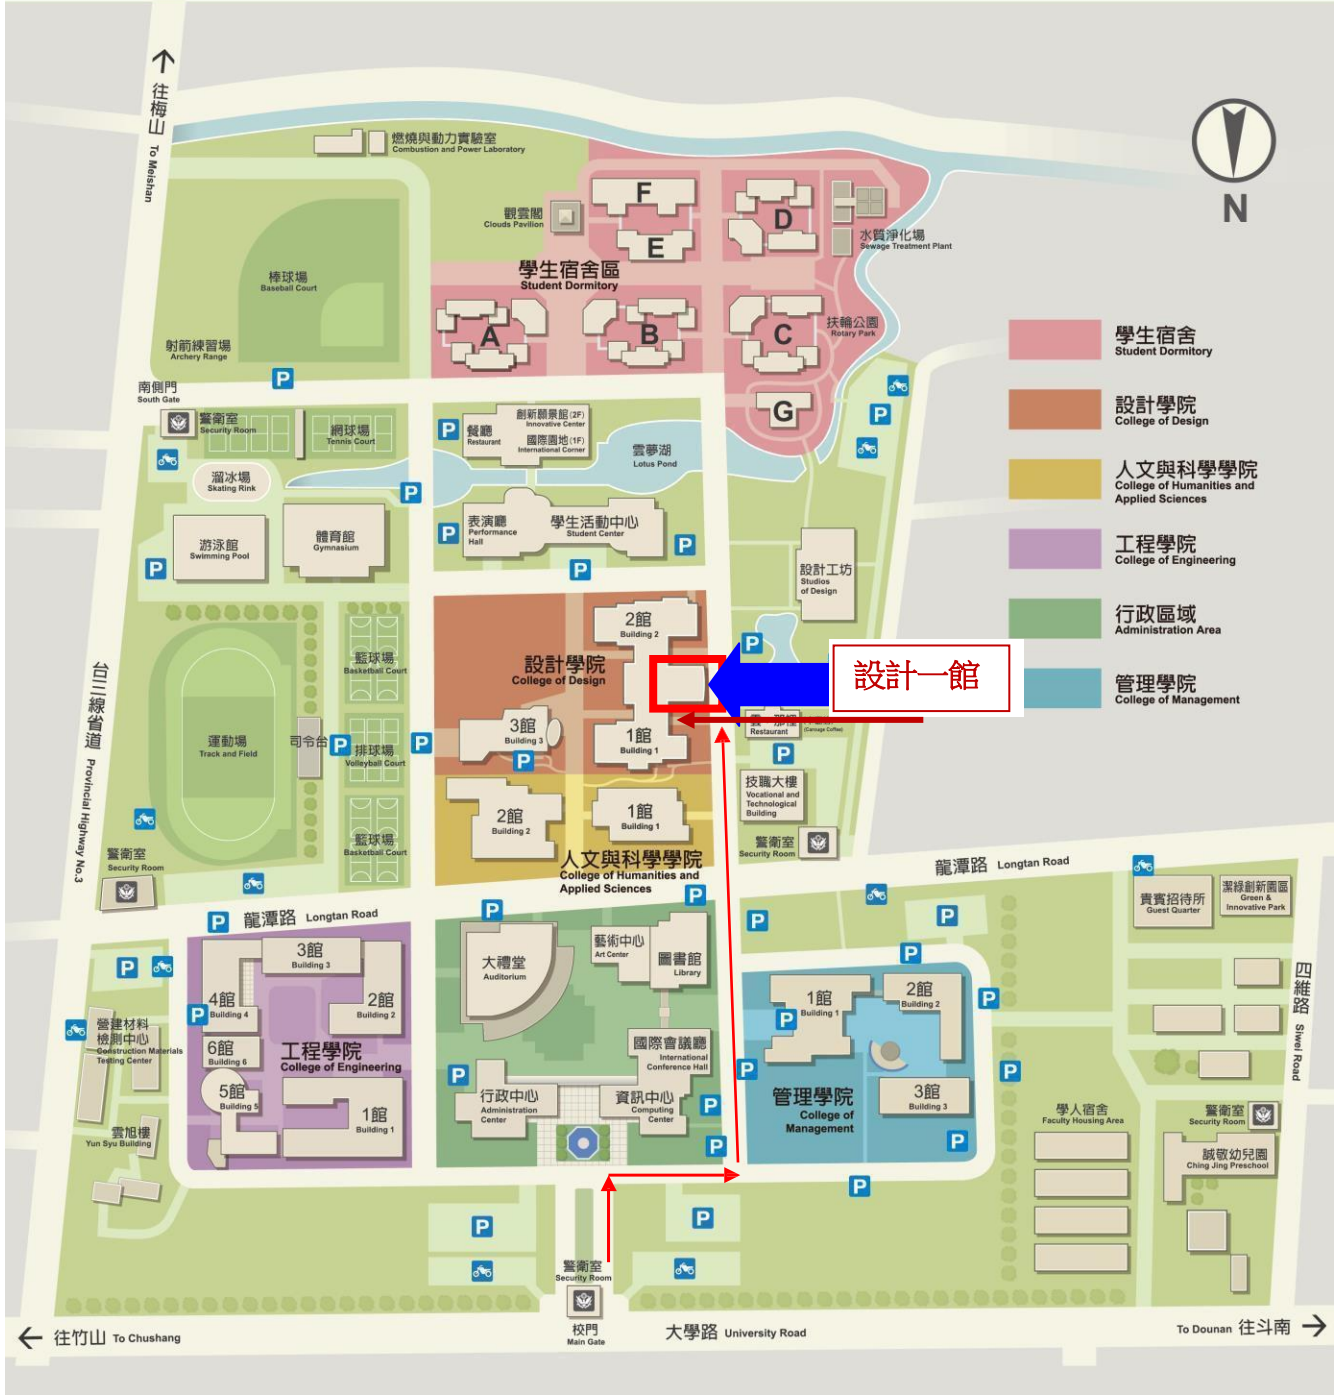 往梅山 To Meishan
燃燒與動力實驗室
Combustion and Power Laboratory
N
F
E
D
觀雲閣
Clouds Pavilion
水質淨化場
Sewage Treatment Plant
學生宿舍區
Student Dormitory
棒球場
Baseball Court
A
B
C
扶輪公園
Rotary Park
射箭練習場
Archery Range
G
學生宿舍
Student Dormitory
設計學院
College of Design
人文與科學學院
College of Humanities and
Applied Sciences
工程學院
College of Engineering
行政區域
Administration Area
管理學院
College of Management
P
南側門
South Gate
警衛室
Security Room
網球場
Tennis Court
P
餐廳
Restaurant
創新願景館(2F)
Innovative Center
國際園地(1F)
International Corner
雲夢湖
Lotus Pond
P
溜冰場
Skating Rink
P
游泳館
Swimming Pool
體育館
Gymnasium
P
表演廳
Performance
Hall
學生活動中心
Student Center
P
P
P
設計工坊
Studios
of Design
台三線省道 Provincial Highway No.3
運動場
Track and Field
司令台
P
籃球場
Basketball Court
排球場
Volleyball Court
籃球場
Basketball Court
P
設計學院
College of Design
2館
Building 2
3館
Building 3
P
1館
Building 1
設計一館
P
Restaurant
P
技職大樓
Vocational and
Technological
Building
警衛室
Security Room
2館
Building 2
1館
Building 1
人文與科學學院
College of Humanities and
Applied Sciences
警衛室
Security Room
龍潭路 Longtan Road
P
龍潭路 Longtan Road
貴賓招待所
Guest Quarter
潔綠創新園區
Green &
Innovative Park
四維路 Siwei Road
P
3館
Building 3
4館
Building 4
P
2館
Building 2
6館
Building 6
工程學院
College of Engineering
5館
Building 5
1館
Building 1
營建材料
檢測中心
Construction Materials
Testing Center
雲旭樓
Yun Syu Building
P
P
大禮堂
Auditorium
藝術中心
Art Center
圖書館
Library
國際會議廳
International
Conference Hall
P
行政中心
Administration
Center
資訊中心
Computing
Center
P
P
P
P
P
1館
Building 1
P
2館
Building 2
P
P
管理學院
College of
Management
3館
Building 3
P
P
P
學人宿舍
Faculty Housing Area
警衛室
Security Room
誠敬幼兒園
Ching Jing Preschool
P
P
警衛室
Security Room
校門
Main Gate
往竹山 To Chushang
大學路 University Road
To Dounan 往斗南